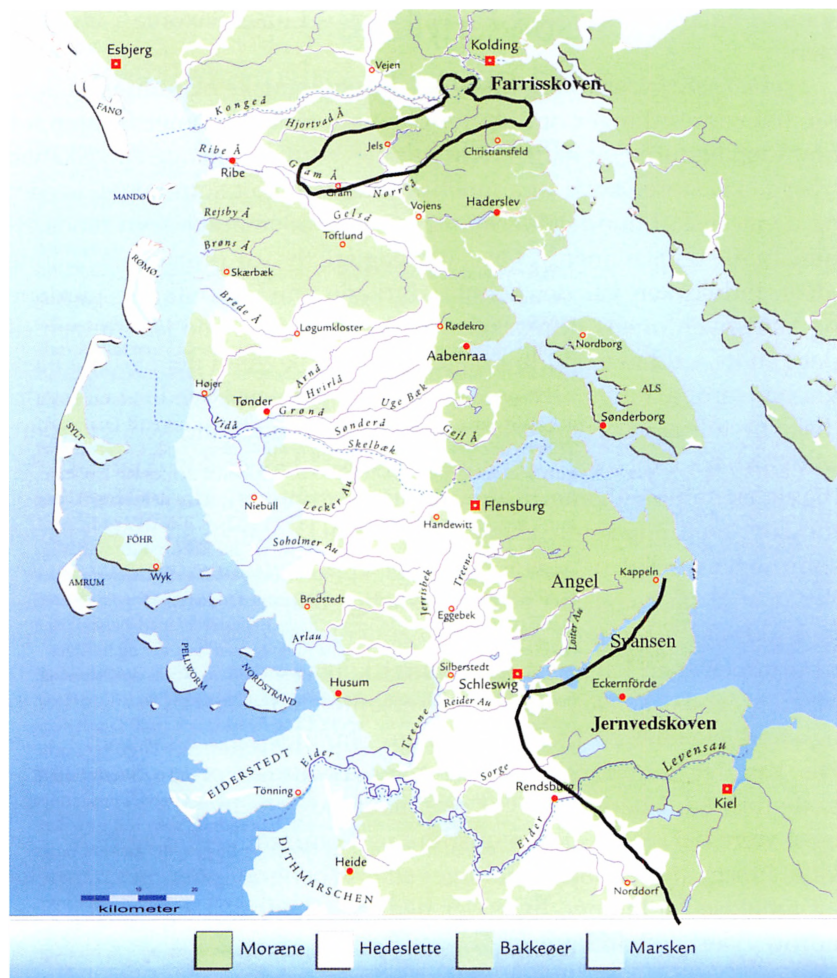 Esbjerg
Kolding
Vejen
Farrisskoven
FANØ
Kongeå
Hjortvad Å
Jels
Christiansfeld
Ribe Å
Ribe
Gram Å
Gram
Nørreå
MANDØ
Haderslev
Vojens
Rejsby Å
Gelså
Toftlund
Brøns Å
RØMØ
Skærbæk
Brede Å
Løgumkloster
Rødekro
Nordborg
Aabenraa
Arnå
Hvirlå
ALS
Højer
Tønder
Uge Bæk
Grønå
Vidå
Sønderå
Gejl Å
Sønderborg
SYLT
Skelbæk
Niebüll
Lecker Au
Flensburg
Handewitt
Soholmer Au
FÖHR
Wyk
AMRUM
Jerrisbek
Treene
Angel
Kappeln
Bredstedt
Eggebek
Loiter Au
Arlau
Svansen
PELLWORM
NORDSTRAND
Silberstedt
Schleswig
Husum
Reider Au
Eckernförde
Treene
Jernvedskoven
EIDERSTEDT
Eider
Levensau
Sorge
Tönning
Rendsburg
Kiel
Eider
DITHMARSCHEN
Heide
Norddorf
10
20
kilometer
Moræne
Hedeslette
Bakkeøer
Marsken